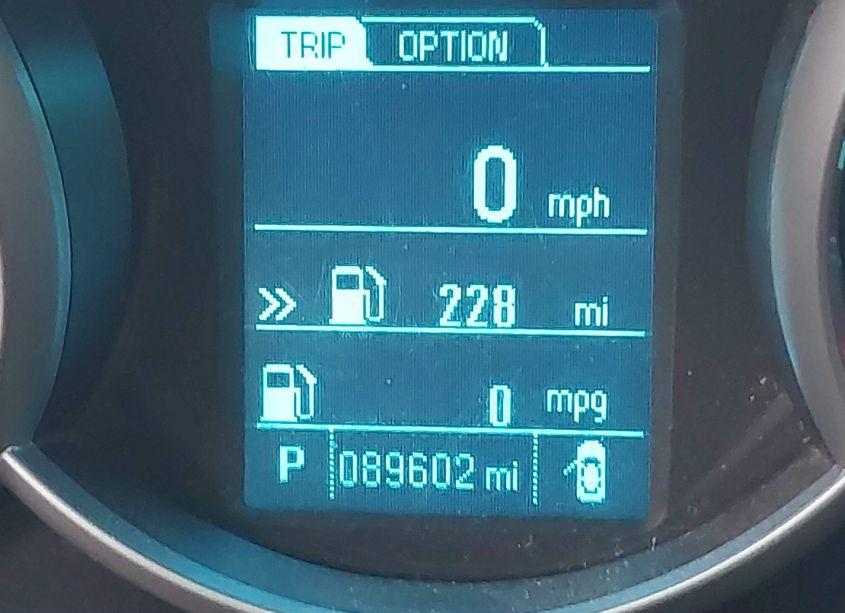 TRIP OPTION
0 mph
228 mi
0 mpg
P 089602 mi